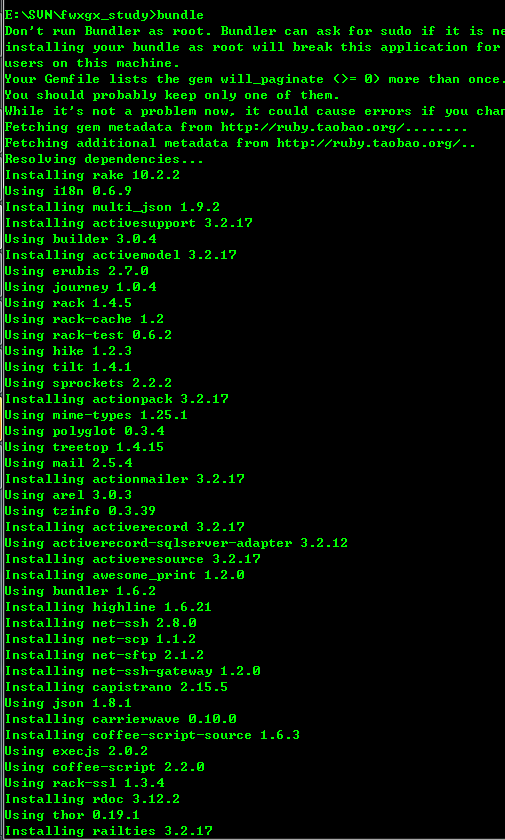 E:\SVN\fwxgx_study>bundle
Don't run Bundler as root. Bundler can ask for sudo if it is ne
installing your bundle as root will break this application for
users on this machine.
Your Gemfile lists the gem will_paginate (>= 0) more than once.
You should probably keep only one of them.
While it's not a problem now, it could cause errors if you chan
Fetching gem metadata from http://ruby.taobao.org/........
Fetching additional metadata from http://ruby.taobao.org/..
Resolving dependencies...
Installing rake 10.2.2
Using i18n 0.6.9
Installing multi_json 1.9.2
Installing activesupport 3.2.17
Using builder 3.0.4
Installing activemodel 3.2.17
Using erubis 2.7.0
Using journey 1.0.4
Using rack 1.4.5
Using rack-cache 1.2
Using rack-test 0.6.2
Using hike 1.2.3
Using tilt 1.4.1
Using sprockets 2.2.2
Installing actionpack 3.2.17
Using mime-types 1.25.1
Using polyglot 0.3.4
Using treetop 1.4.15
Using mail 2.5.4
Installing actionmailer 3.2.17
Using arel 3.0.3
Using tzinfo 0.3.39
Installing activerecord 3.2.17
Using activerecord-sqlserver-adapter 3.2.12
Installing activeresource 3.2.17
Installing awesome_print 1.2.0
Using bundler 1.6.2
Installing highline 1.6.21
Installing net-ssh 2.8.0
Installing net-scp 1.1.2
Installing net-sftp 2.1.2
Installing net-ssh-gateway 1.2.0
Installing capistrano 2.15.5
Using json 1.8.1
Installing carrierwave 0.10.0
Installing coffee-script-source 1.6.3
Using execjs 2.0.2
Using coffee-script 2.2.0
Using rack-ssl 1.3.4
Installing rdoc 3.12.2
Using thor 0.19.1
Installing railties 3.2.17